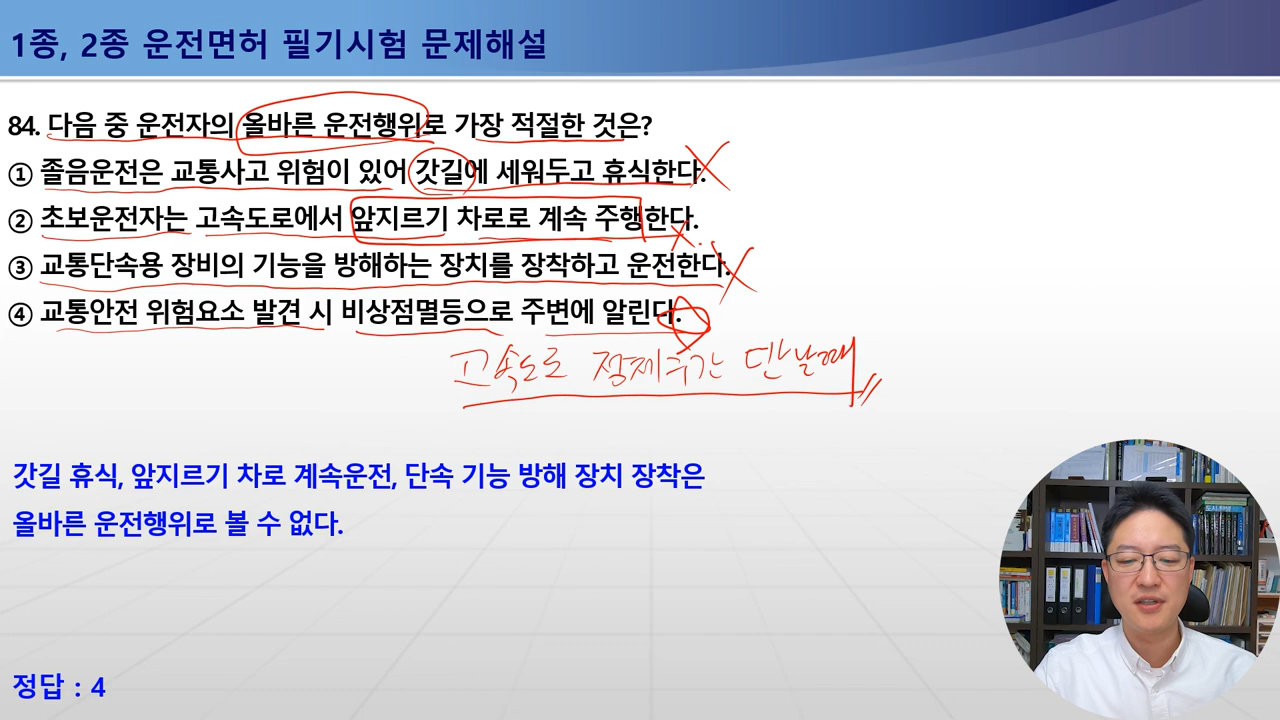 1종, 2종 운전면허 필기시험 문제해설
84. 다음 중 운전자의 올바른 운전행위로 가장 적절한 것은?
① 졸음운전은 교통사고 위험이 있어 갓길에 세워두고 휴식한다.
② 초보운전자는 고속도로에서 앞지르기 차로로 계속 주행한다.
③ 교통단속용 장비의 기능을 방해하는 장치를 장착하고 운전한다.
④ 교통안전 위험요소 발견 시 비상점멸등으로 주변에 알린다.
고속도로
갓길 휴식, 앞지르기 차로 계속운전, 단속 기능 방해 장치 장착은
올바른 운전행위로 볼 수 없다.
정답 : 4